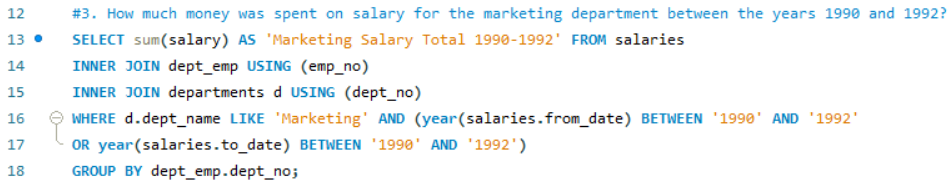 12 #3. How much money was spent on salary for the marketing department between the years 1990 and 1992?
13 SELECT sum(salary) AS 'Marketing Salary Total 1990-1992' FROM salaries
14 INNER JOIN dept_emp USING (emp_no)
15 INNER JOIN departments d USING (dept_no)
16 WHERE d.dept_name LIKE 'Marketing' AND (year(salaries.from_date) BETWEEN '1990' AND '1992'
17 OR year(salaries.to_date) BETWEEN '1990' AND '1992')
18 GROUP BY dept_emp.dept_no;